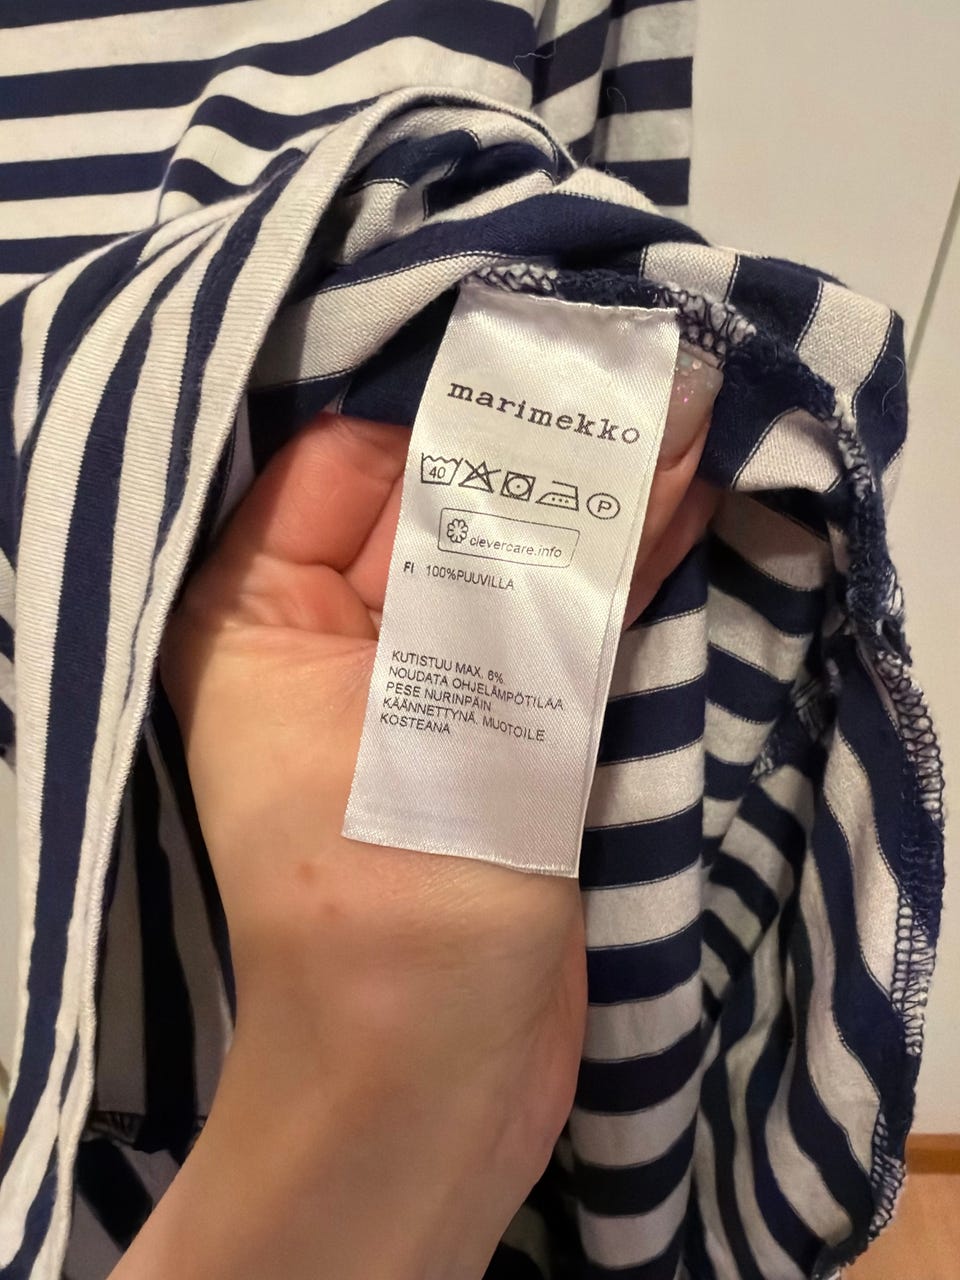 marimekko
40 P
clevercare.info
FI 100%PUUVILLA
KUTISTUU MAX. 6%
NOUDATA OHJELÄMPÖTILAA
PESE NURINPÄIN
KÄÄNNETTYNÄ. MUOTOILE
KOSTEANA